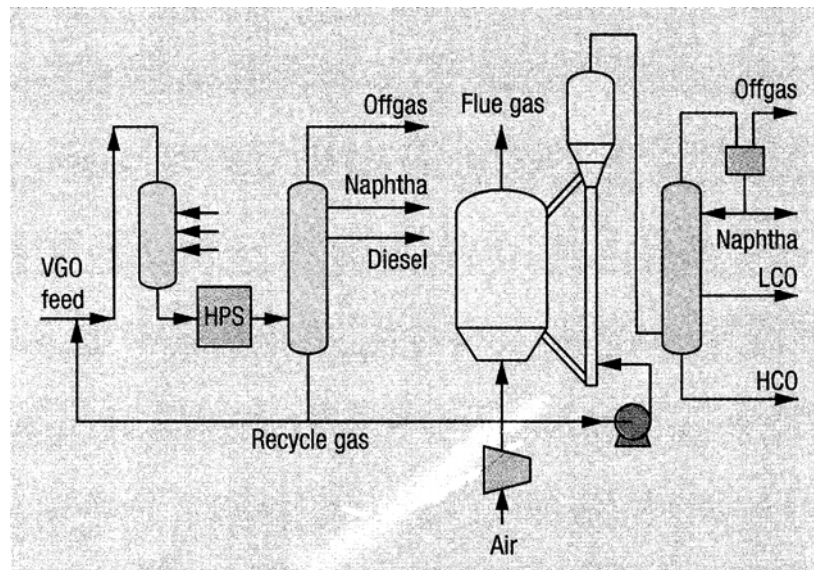 Offgas
Flue gas
Offgas
Naphtha
Naphtha
Diesel
VGO
feed
HPS
LCO
HCO
Recycle gas
Air